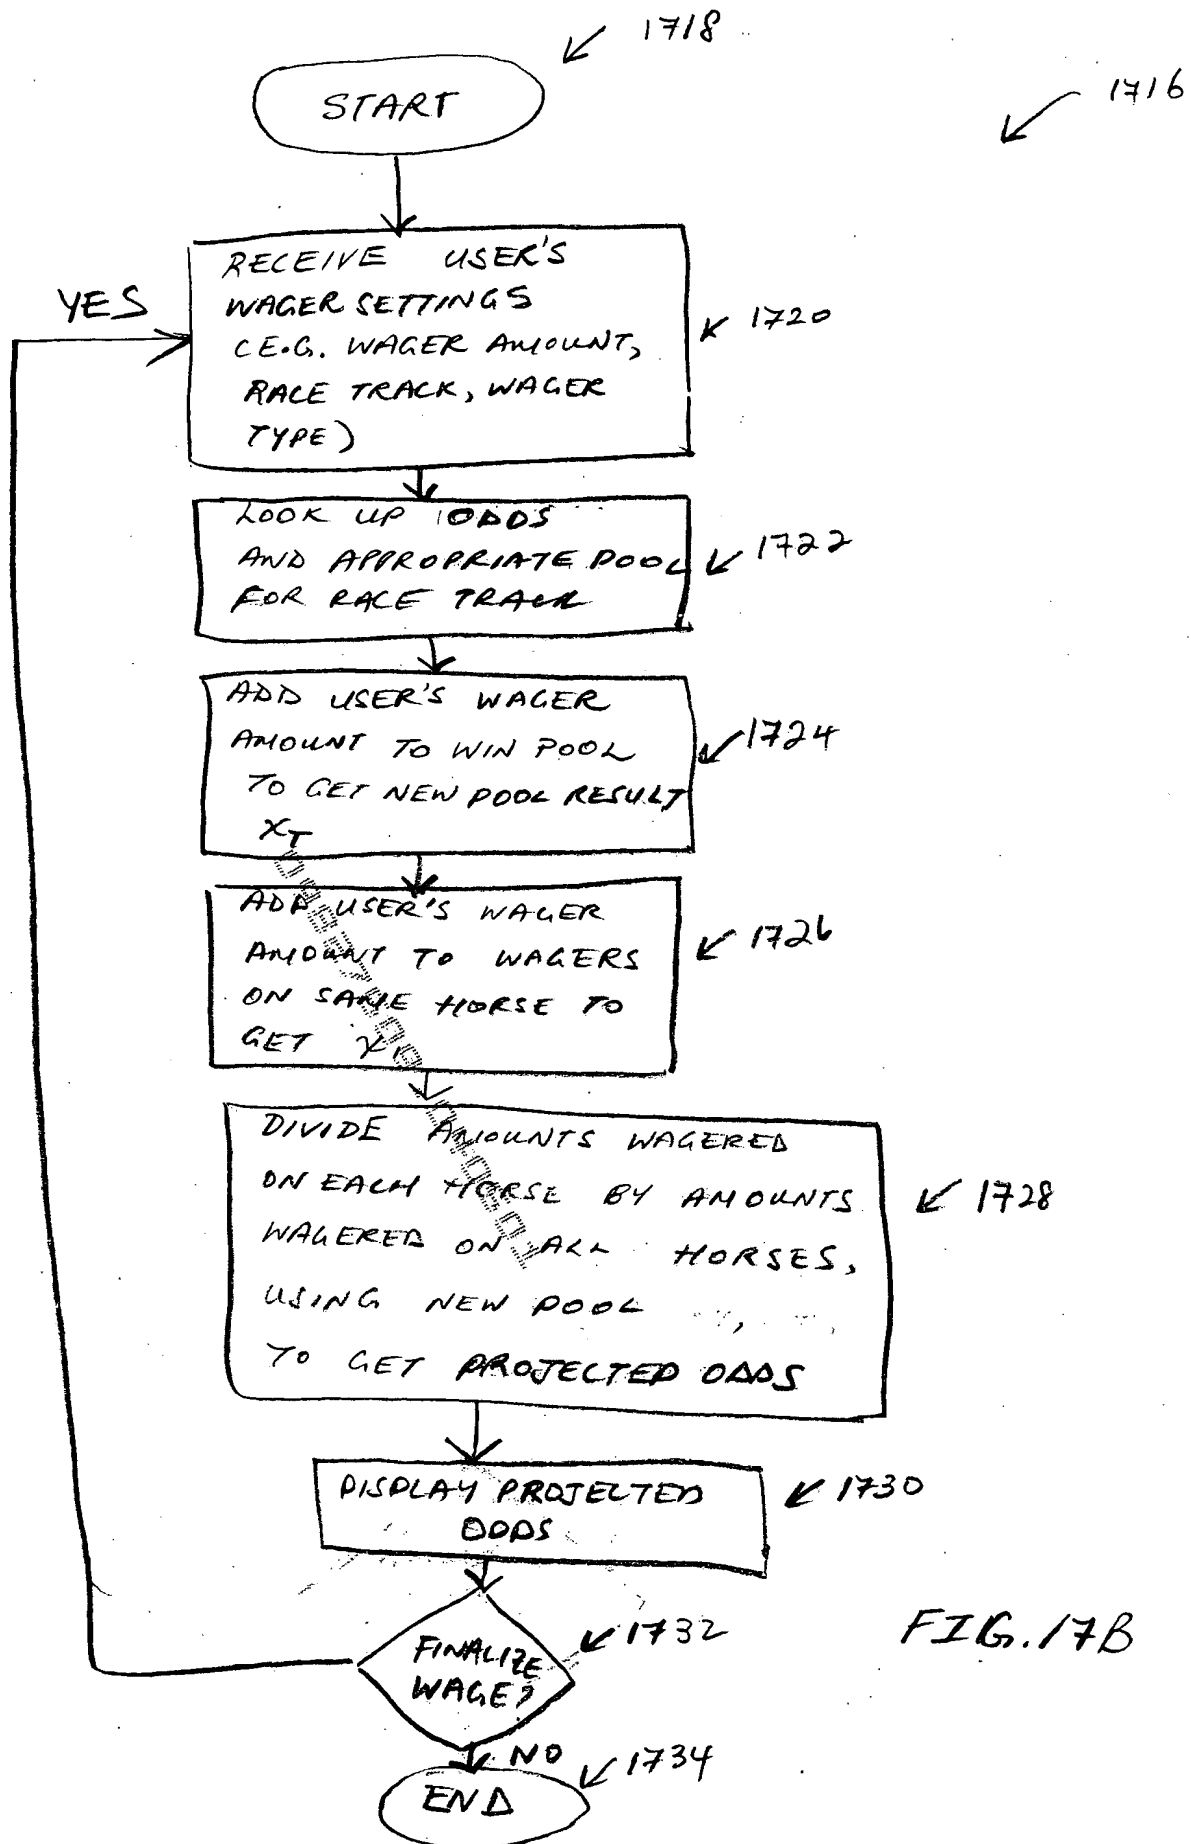 1718
1716
START
YES
RECEIVE USER'S
WAGER SETTINGS
(E.G. WAGER AMOUNT,
RACE TRACK, WAGER
TYPE)
1720
LOOK UP ODDS
AND APPROPRIATE POOL
FOR RACE TRACK
1722
ADD USER'S WAGER
AMOUNT TO WIN POOL
TO GET NEW POOL RESULT
X_T
1724
ADD USER'S WAGER
AMOUNT TO WAGERS
ON SAME HORSE TO
GET X
1726
DIVIDE AMOUNTS WAGERED
ON EACH HORSE BY AMOUNTS
WAGERED ON ALL HORSES,
USING NEW POOL
TO GET PROJECTED ODDS
1728
DISPLAY PROJECTED
ODDS
1730
FINALIZE
WAGE?
1732
NO
END
1734
FIG. 17B